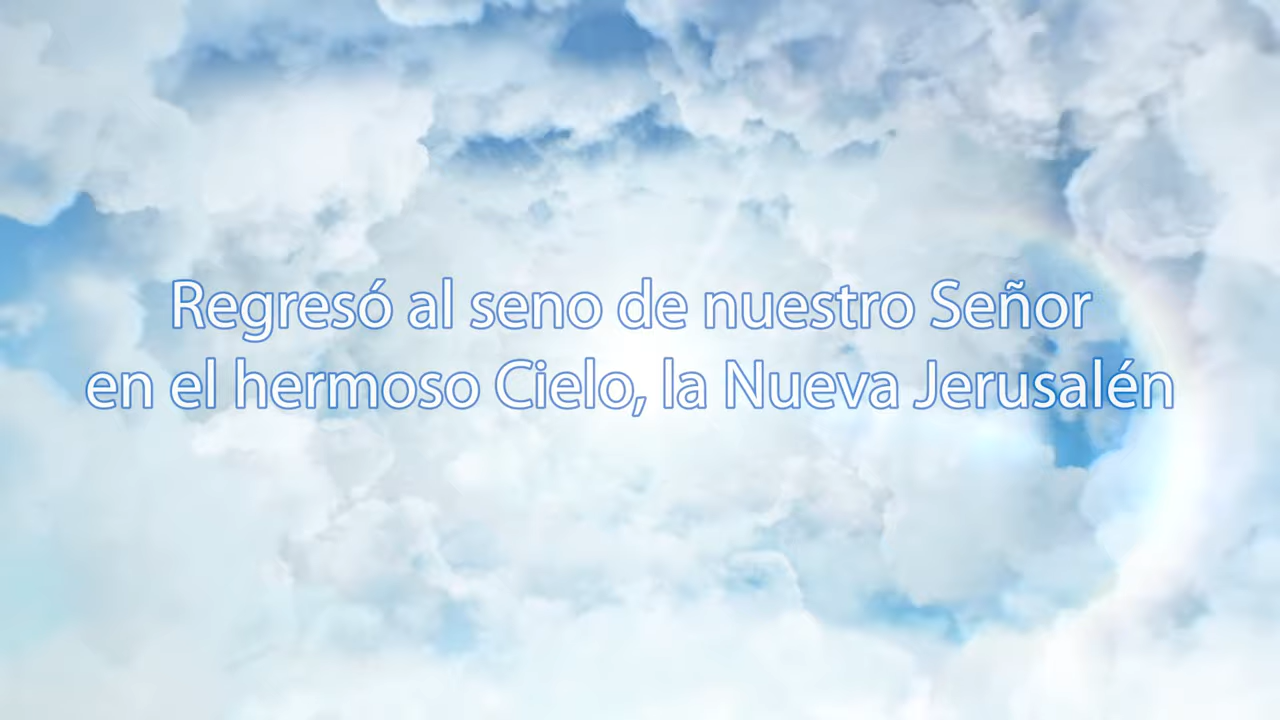 Regresó al seno de nuestro Señor
en el hermoso Cielo, la Nueva Jerusalén